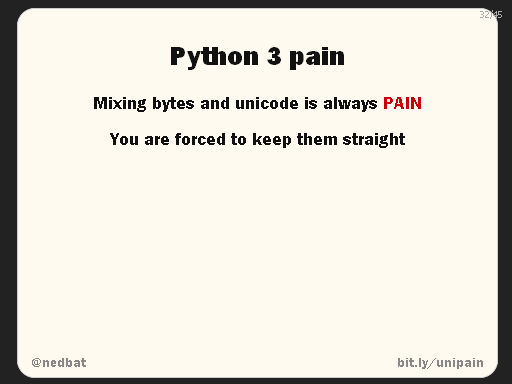 32/45
Python 3 pain
Mixing bytes and unicode is always PAIN
You are forced to keep them straight
@nedbat
bit.ly/unipain